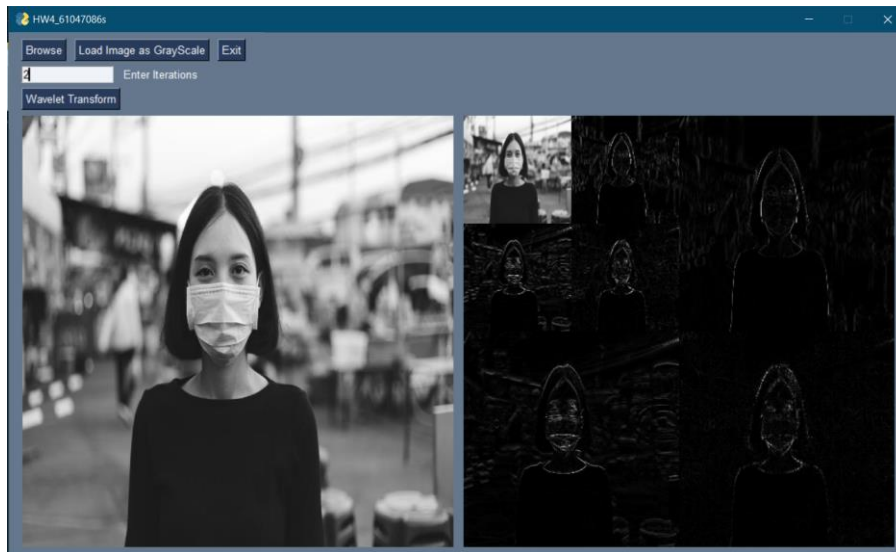 HW4_61047086s
Browse Load Image as GrayScale Exit
2 Enter Iterations
Wavelet Transform